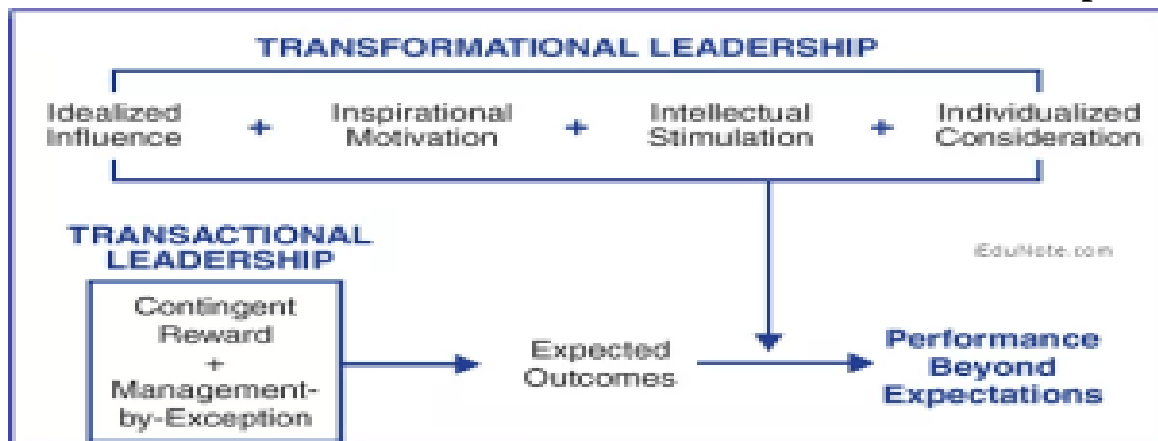 TRANSFORMATIONAL LEADERSHIP
Idealized
Influence
+
Inspirational
Motivation
+
Intellectual
Stimulation
+
Individualized
Consideration
TRANSACTIONAL
LEADERSHIP
iEduNote.com
Contingent
Reward
+
Management-
by-Exception
Expected
Outcomes
Performance
Beyond
Expectations